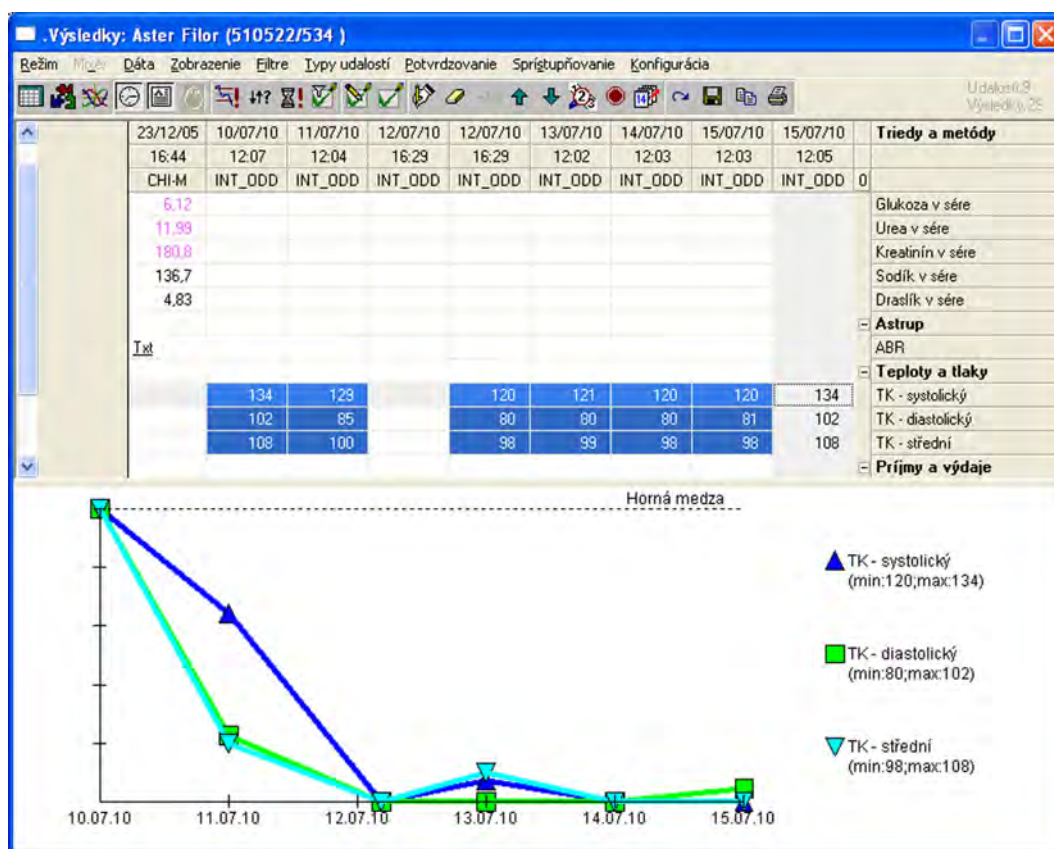 .Výsledky: Aster Filor (510522/534 )
Režim Dáta Zobrazenie Filtre Typy udalostí Potvrdzovanie Sprístupňovanie Konfigurácia
Udalosti:9
Výsledky:25
23/12/05 10/07/10 11/07/10 12/07/10 12/07/10 13/07/10 14/07/10 15/07/10 15/07/10 Triedy a metódy
16:44 12:07 12:04 16:29 16:29 12:02 12:03 12:03 12:05
CHI-M INT_ODD INT_ODD INT_ODD INT_ODD INT_ODD INT_ODD INT_ODD INT_ODD 0
6,12 Glukoza v sére
11,99 Urea v sére
180,8 Kreatinín v sére
136,7 Sodík v sére
4,83 Draslík v sére
Astrup
Txt ABR
Teploty a tlaky
134 129 120 121 120 120 134 TK - systolický
102 85 80 80 80 81 102 TK - diastolický
108 100 98 99 98 98 108 TK - střední
Príjmy a výdaje
Horná medza
TK - systolický
(min:120;max:134)
TK - diastolický
(min:80;max:102)
TK - střední
(min:98;max:108)
10.07.10 11.07.10 12.07.10 13.07.10 14.07.10 15.07.10